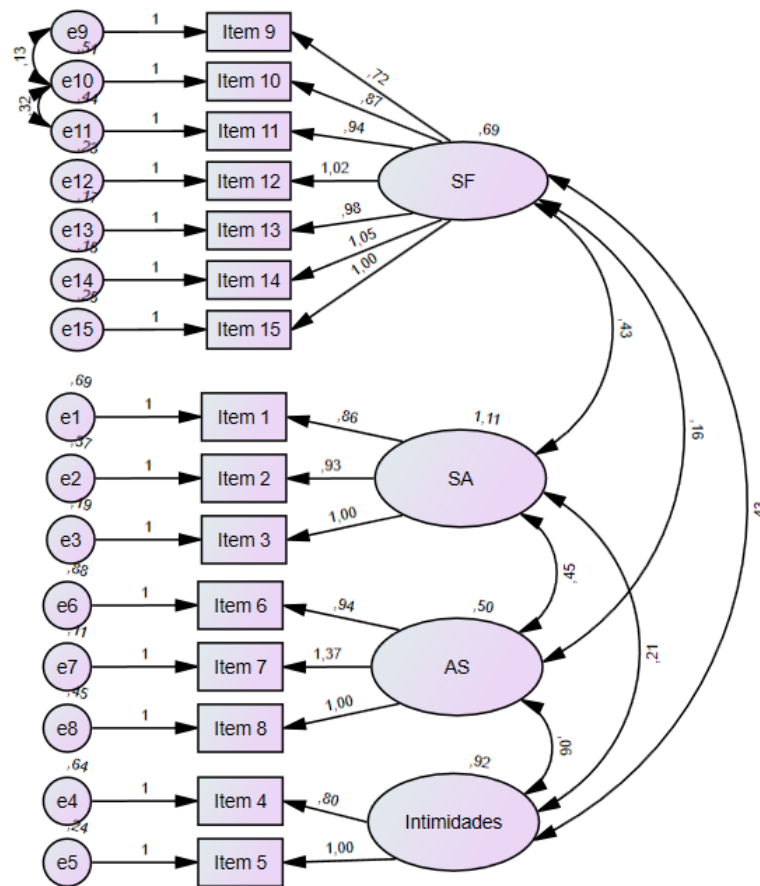 e9 1 Item 9
,51
,13
e10 1 Item 10 ,72
,44
,87
,32
e11 1 Item 11 ,94 ,69
,23
e12 1 Item 12 1,02 SF
,17
e13 1 Item 13 ,98
,18
1,05
e14 1 Item 14 1,00
,25
e15 1 Item 15 ,43
,69
e1 1 Item 1 ,86 1,11
,16
,37
e2 1 Item 2 ,93 SA
,43
,19
e3 1 Item 3 1,00
,88
,45
e6 1 Item 6 ,94 ,50
,11
,21
e7 1 Item 7 1,37 AS
,45
e8 1 Item 8 1,00
,06
,64
,92
e4 1 Item 4 ,80
,24
Intimidades
e5 1 Item 5 1,00